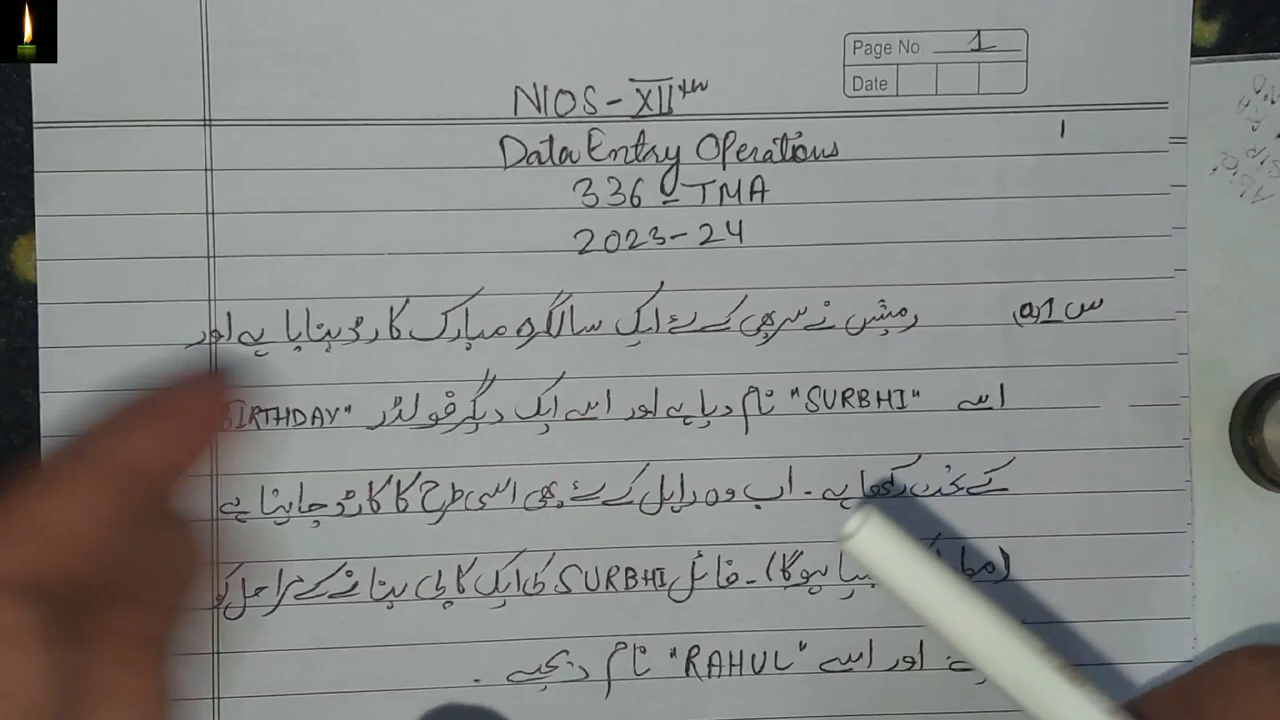 Page No 1
Date
NIOS-XIIth
Data Entry Operations
336-TMA
2023-24
س Q1 رمیش نے سربھی کے لئے ایک سالگرہ مبارک کارڈ بنایا ہے اور
اسے "SURBHI" نام دیا ہے اور اسے ایک دیگر فولڈر "BIRTHDAY
کے تحت رکھا ہے۔ اب وہ راہل کے لئے بھی اسی طرح کا کارڈ چاہتا ہے
ہوگا)۔ فائل SURBHI کی ایک کاپی بنانے کے مراحل کو
اور اسے "RAHUL" نام دیجیے۔